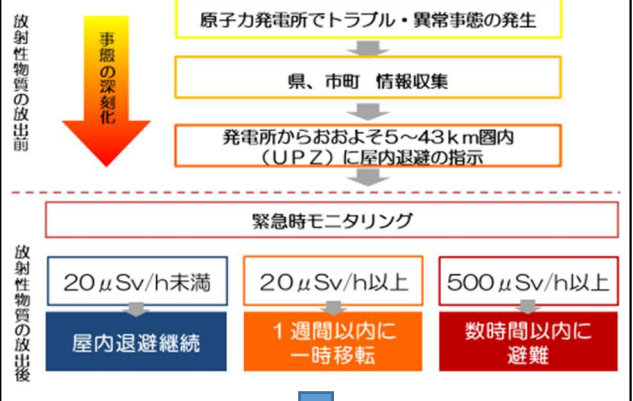 放射性物質の放出前
事態の深刻化
原子力発電所でトラブル・異常事態の発生
県、市町 情報収集
発電所からおおよそ5~43km圏内
(UPZ)に屋内退避の指示
放射性物質の放出後
緊急時モニタリング
20μSv/h未満
20μSv/h以上
500μSv/h以上
屋内退避継続
1週間以内に
一時移転
数時間以内に
避難